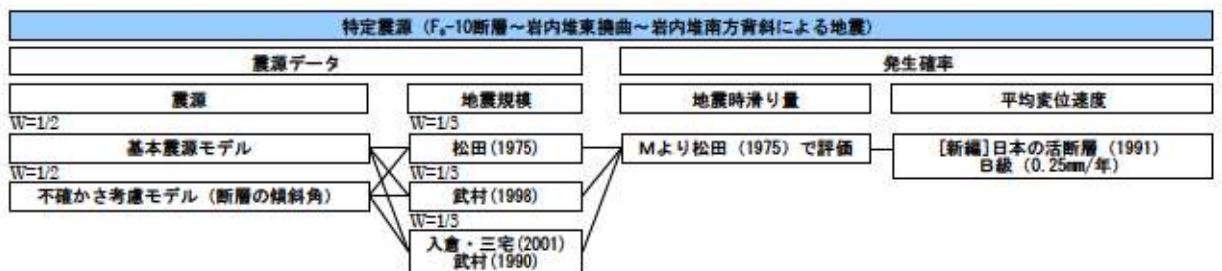 特定震源（Fs-10断層～岩内堆東撓曲～岩内堆南方背斜による地震）
震源データ
発生確率
震源
地震規模
地震時滑り量
平均変位速度
W=1/2
W=1/3
基本震源モデル
松田(1975)
Mより松田（1975）で評価
[新編]日本の活断層（1991）
B級（0.25mm/年）
W=1/2
W=1/3
不確かさ考慮モデル（断層の傾斜角）
武村(1998)
W=1/3
入倉・三宅(2001)
武村(1990)